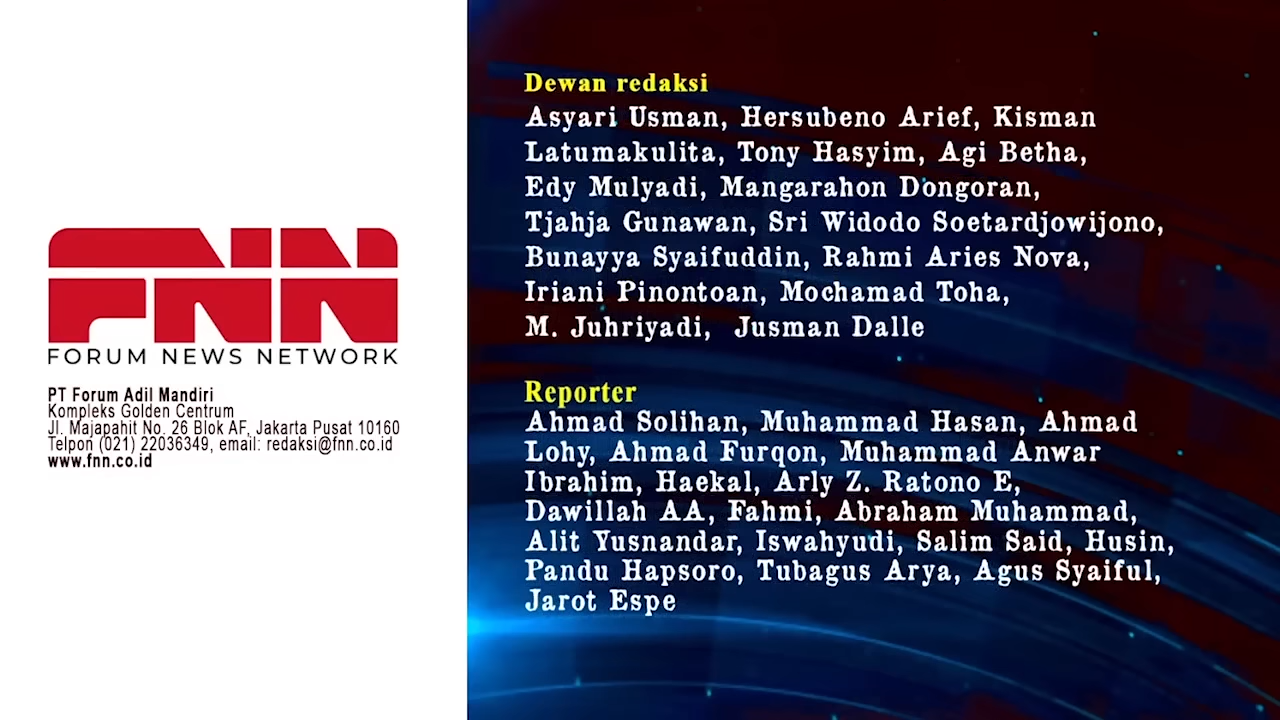 FNN
FORUM NEWS NETWORK
PT Forum Adil Mandiri
Kompleks Golden Centrum
Jl. Majapahit No. 26 Blok AF, Jakarta Pusat 10160
Telpon (021) 22036349, email: redaksi@fnn.co.id
www.fnn.co.id
Dewan redaksi
Asyari Usman, Hersubeno Arief, Kisman
Latumakulita, Tony Hasyim, Agi Betha,
Edy Mulyadi, Mangarahon Dongoran,
Tjahja Gunawan, Sri Widodo Soetardjowijono,
Bunayya Syaifuddin, Rahmi Aries Nova,
Iriani Pinontoan, Mochamad Toha,
M. Juhriyadi, Jusman Dalle
Reporter
Ahmad Solihan, Muhammad Hasan, Ahmad
Lohy, Ahmad Furqon, Muhammad Anwar
Ibrahim, Haekal, Arly Z. Ratono E,
Dawillah AA, Fahmi, Abraham Muhammad,
Alit Yusnandar, Iswahyudi, Salim Said, Husin,
Pandu Hapsoro, Tubagus Arya, Agus Syaiful,
Jarot Espe